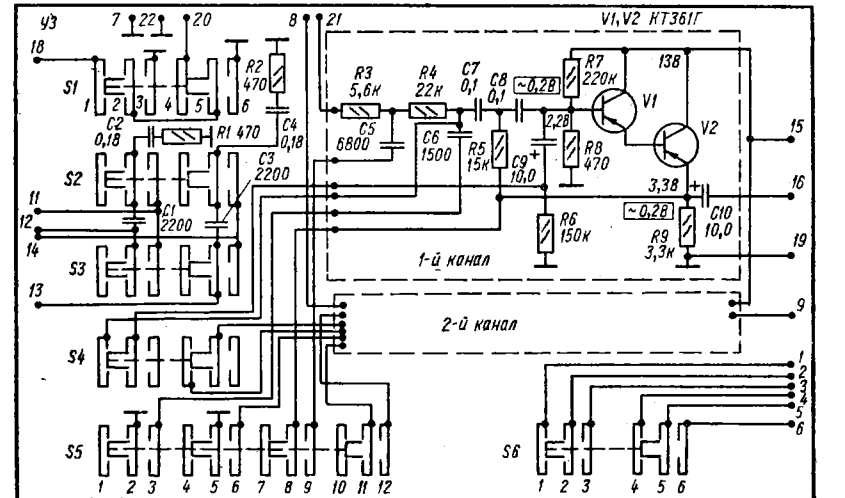 У3 7 22 20 8 21 V1,V2 КТ361Г
18
S1 1 2 3 4 5 6
R2 470
C4 0,18
C2 0,18 R1 470
S2 C3 2200
11
12 C1 2200
14
S3
13
S4
S5 1 2 3 4 5 6 7 8 9 10 11 12
R3 5,6к
R4 22к
C7 0,1
C8 0,1
~0,2В
R7 220к
13В
V1
V2
C5 6800
C6 1500
R5 15к
C9 10,0
2,2В
R8 470
R6 150к
3,3В
~0,2В
C10 10,0
R9 3,3к
1-й канал
15
16
19
2-й канал
9
1
2
3
4
5
6
S6 1 2 3 4 5 6